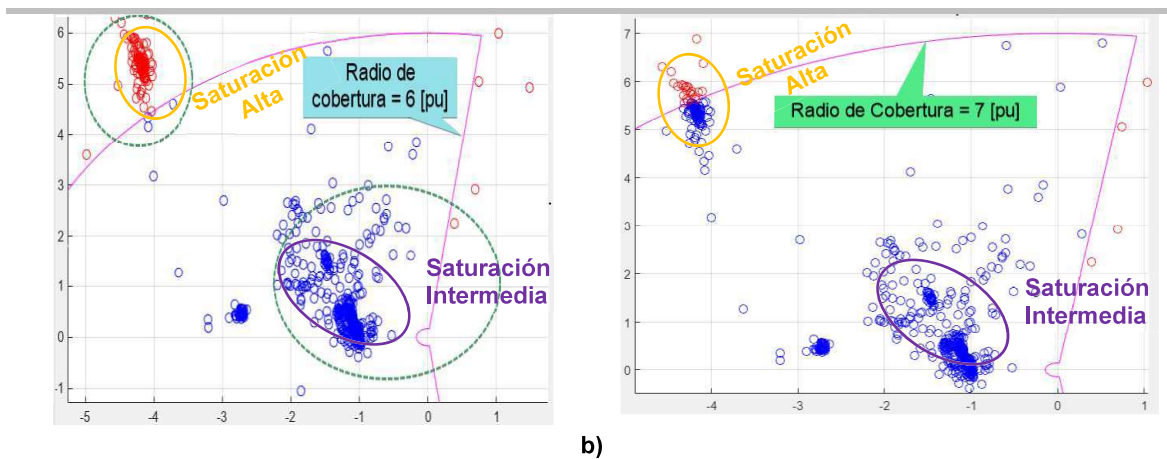 6
5
4
3
2
1
0
-1
-5
-4
-3
-2
-1
0
1
Saturación
Alta
Radio de
cobertura = 6 [pu]
Saturación
Intermedia
7
6
5
4
3
2
1
0
-4
-3
-2
-1
0
1
Saturación
Alta
Radio de Cobertura = 7 [pu]
Saturación
Intermedia
b)